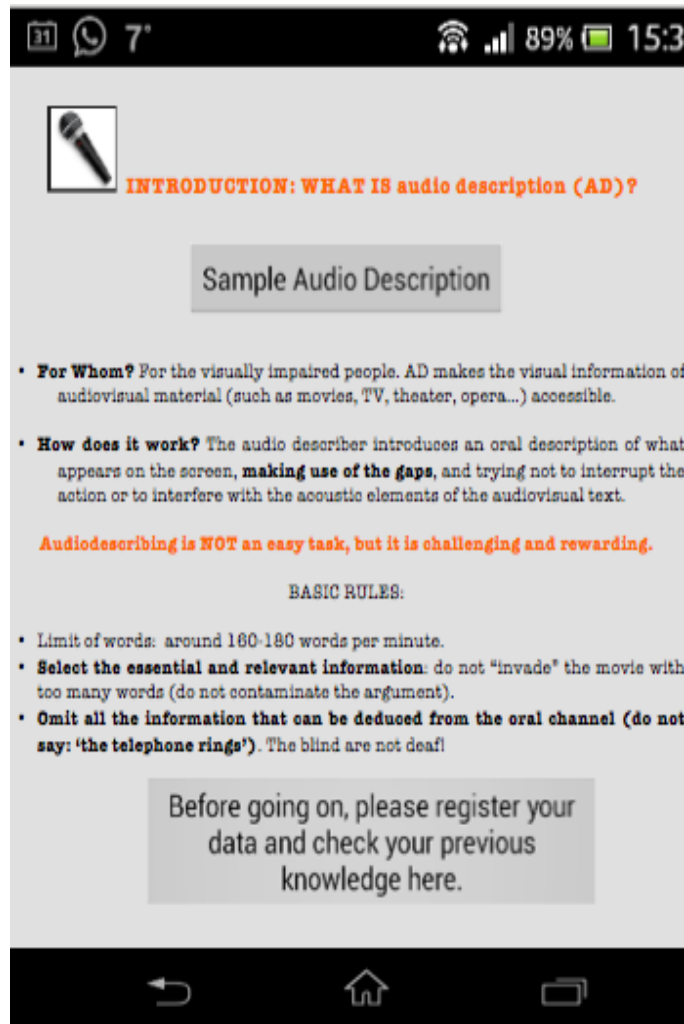 31 7° 89% 15:3
INTRODUCTION: WHAT IS audio description (AD)?
Sample Audio Description
• For Whom? For the visually impaired people. AD makes the visual information of
audiovisual material (such as movies, TV, theater, opera...) accessible.
• How does it work? The audio describer introduces an oral description of what
appears on the screen, making use of the gaps, and trying not to interrupt the
action or to interfere with the acoustic elements of the audiovisual text.
Audiodescribing is NOT an easy task, but it is challenging and rewarding.
BASIC RULES:
• Limit of words: around 160-180 words per minute.
• Select the essential and relevant information: do not "invade" the movie with
too many words (do not contaminate the argument).
• Omit all the information that can be deduced from the oral channel (do not
say: 'the telephone rings'). The blind are not deaf!
Before going on, please register your
data and check your previous
knowledge here.